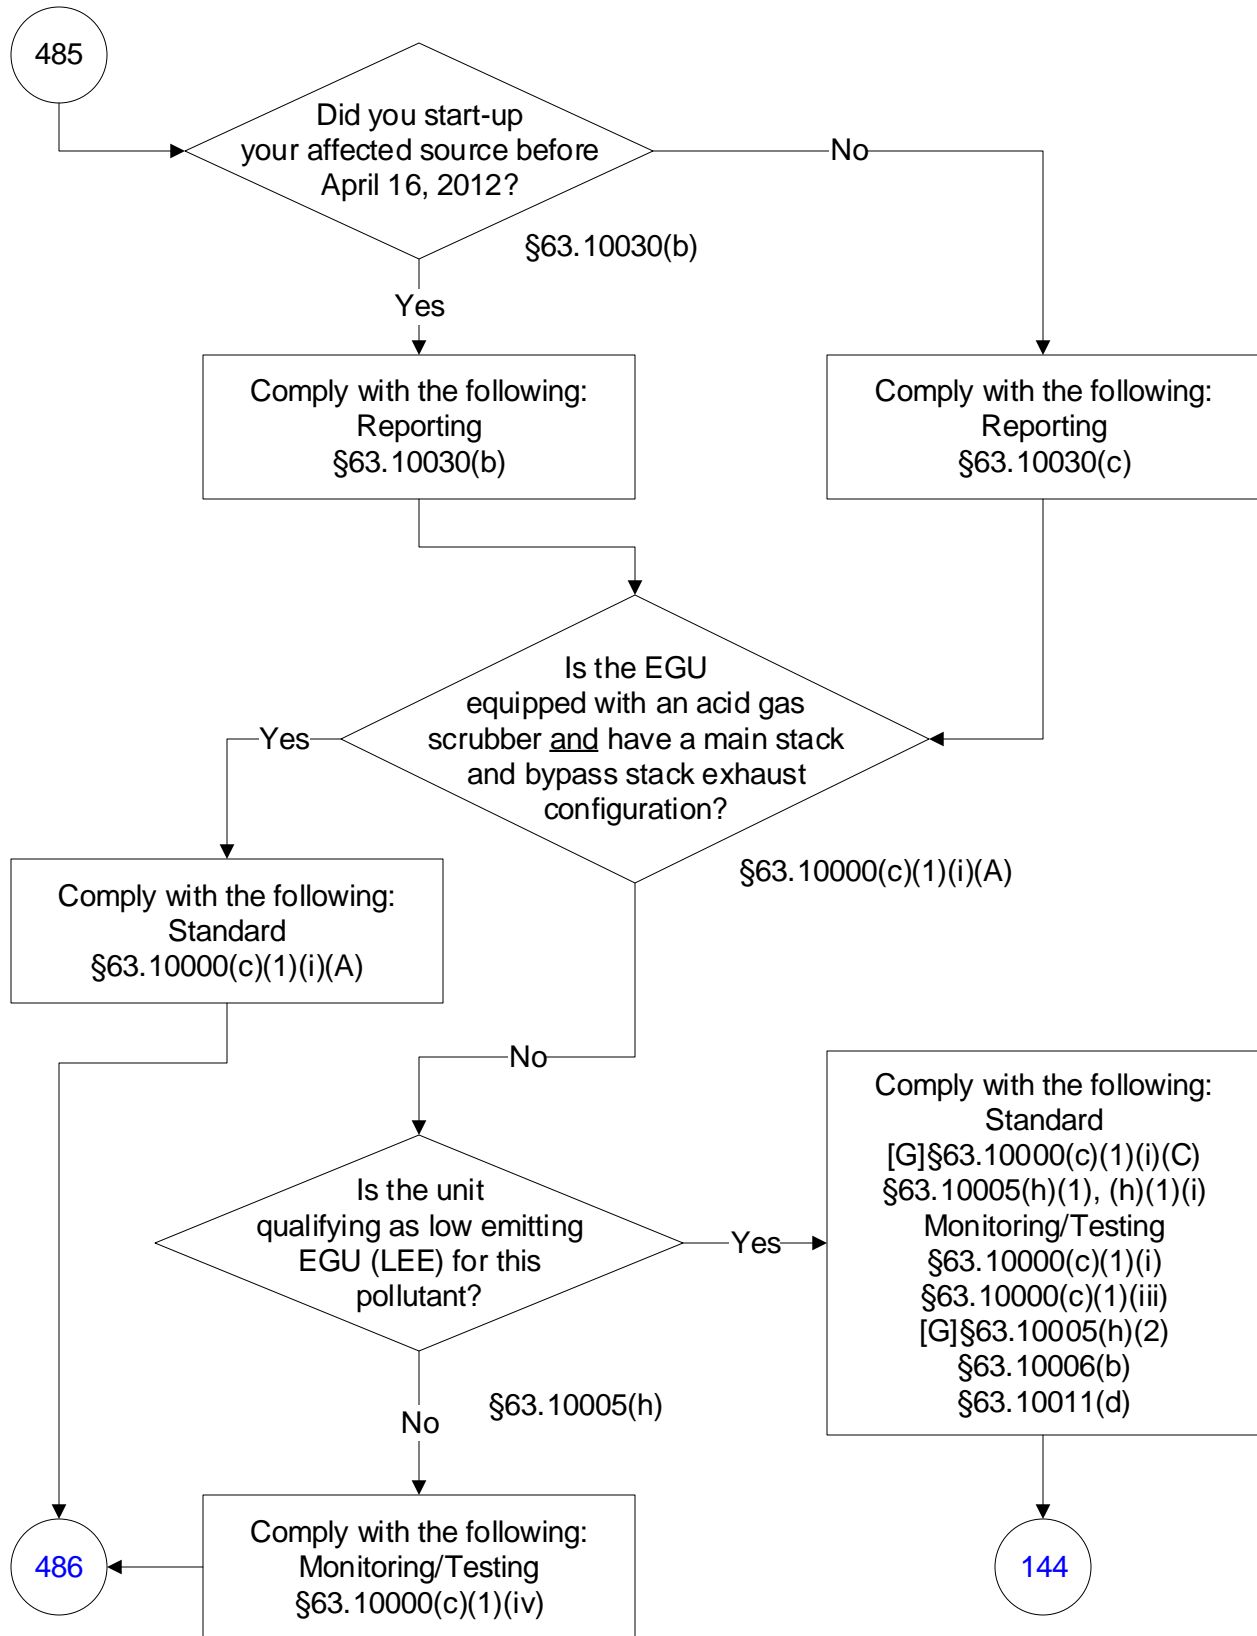 485
Did you start-up
your affected source before
April 16, 2012?
No
§63.10030(b)
Yes
Comply with the following:
Reporting
§63.10030(b)
Comply with the following:
Reporting
§63.10030(c)
Is the EGU
equipped with an acid gas
scrubber and have a main stack
and bypass stack exhaust
configuration?
Yes
§63.10000(c)(1)(i)(A)
Comply with the following:
Standard
§63.10000(c)(1)(i)(A)
No
Is the unit
qualifying as low emitting
EGU (LEE) for this
pollutant?
Yes
Comply with the following:
Standard
[G]§63.10000(c)(1)(i)(C)
§63.10005(h)(1), (h)(1)(i)
Monitoring/Testing
§63.10000(c)(1)(i)
§63.10000(c)(1)(iii)
[G]§63.10005(h)(2)
§63.10006(b)
§63.10011(d)
§63.10005(h)
No
Comply with the following:
Monitoring/Testing
§63.10000(c)(1)(iv)
486
144